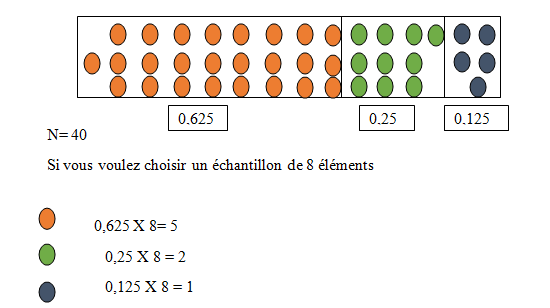 0,625 0,25 0,125
N= 40
Si vous voulez choisir un échantillon de 8 éléments
0,625 X 8= 5
0,25 X 8 = 2
0,125 X 8 = 1